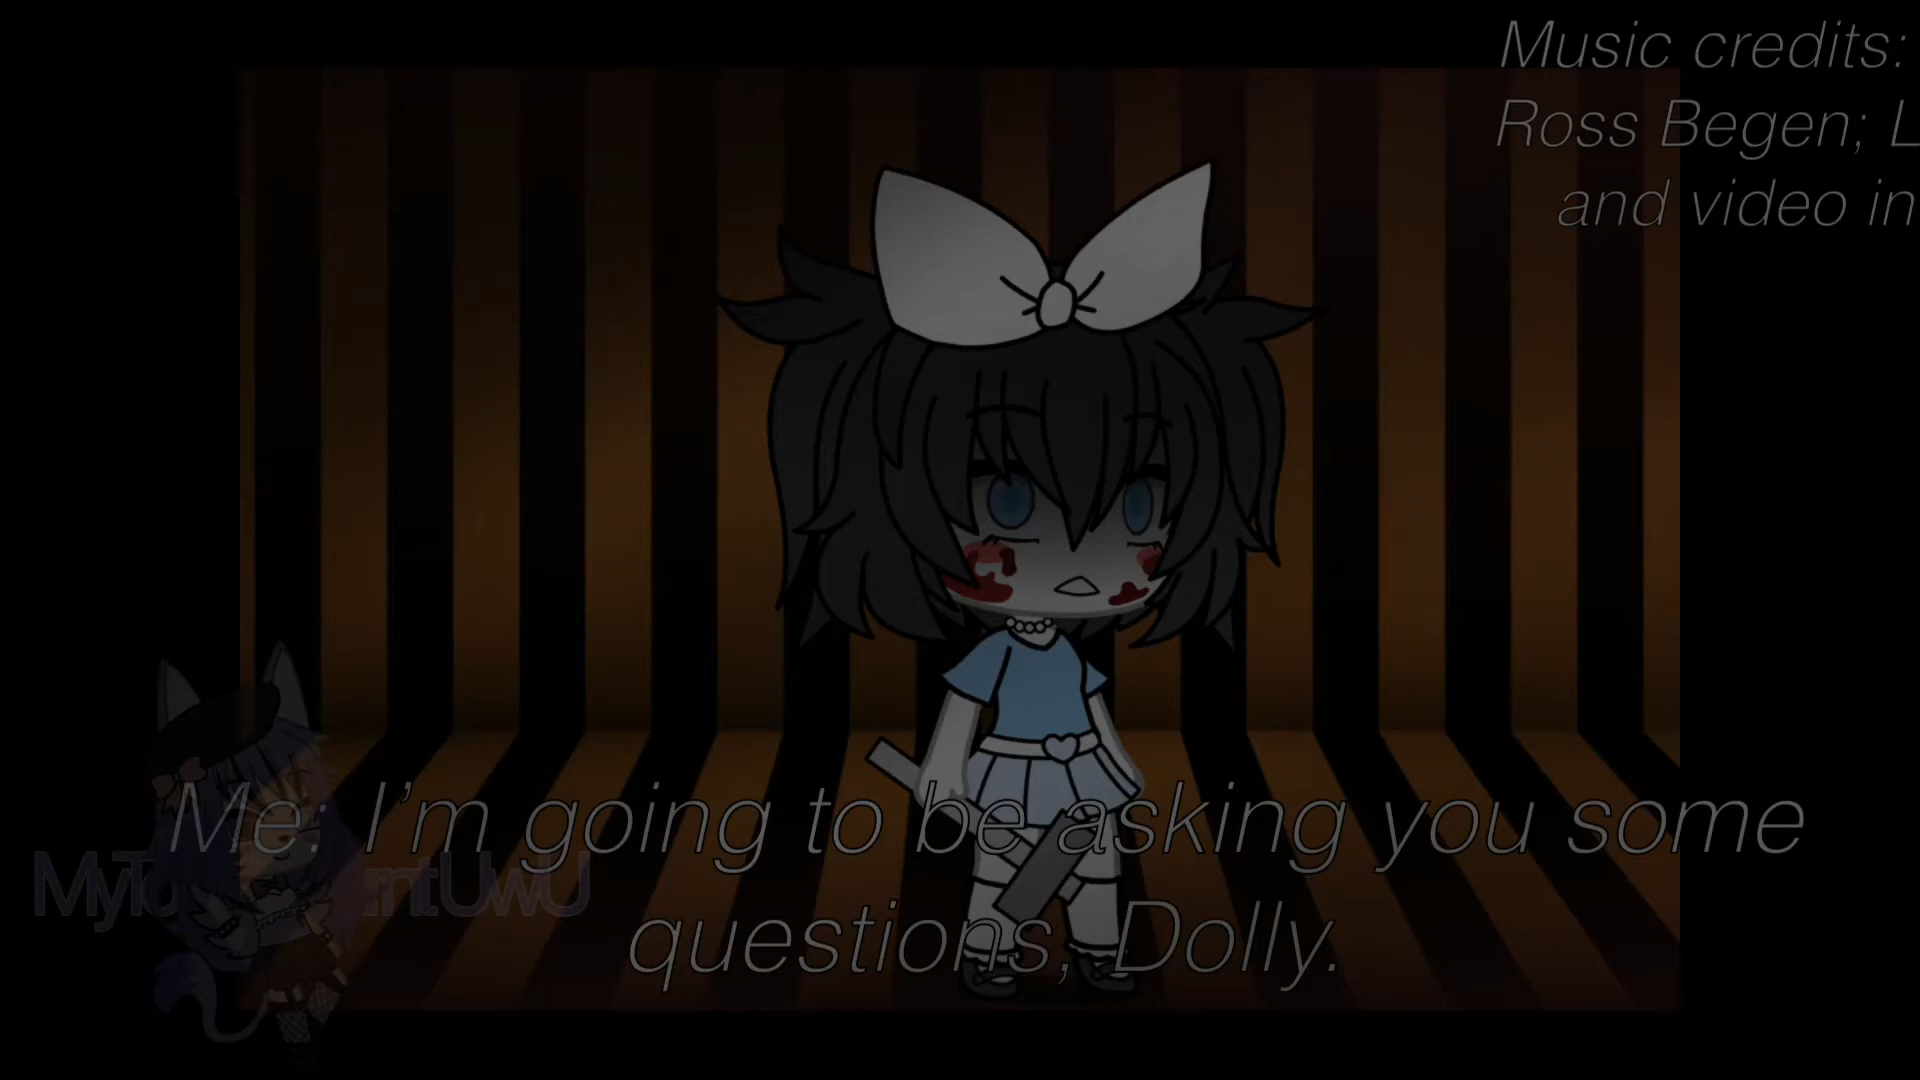 Music credits:
Ross Begen; L
and video in
Me: I'm going to be asking you some
questions, Dolly.